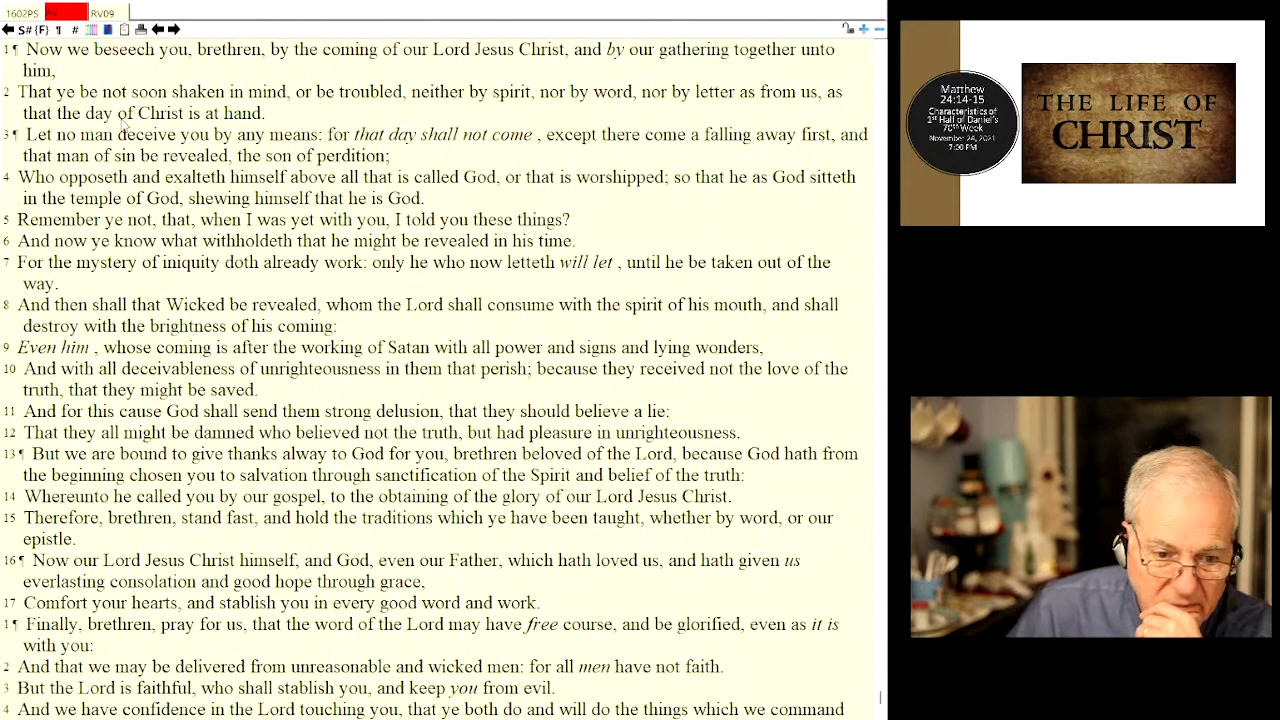 1602PS
RV09
S# {F} ¶ #
1 ¶ Now we beseech you, brethren, by the coming of our Lord Jesus Christ, and by our gathering together unto
him,
2 That ye be not soon shaken in mind, or be troubled, neither by spirit, nor by word, nor by letter as from us, as
that the day of Christ is at hand.
3 ¶ Let no man deceive you by any means: for that day shall not come , except there come a falling away first, and
that man of sin be revealed, the son of perdition;
4 Who opposeth and exalteth himself above all that is called God, or that is worshipped; so that he as God sitteth
in the temple of God, shewing himself that he is God.
5 Remember ye not, that, when I was yet with you, I told you these things?
6 And now ye know what withholdeth that he might be revealed in his time.
7 For the mystery of iniquity doth already work: only he who now letteth will let , until he be taken out of the
way.
8 And then shall that Wicked be revealed, whom the Lord shall consume with the spirit of his mouth, and shall
destroy with the brightness of his coming:
9 Even him , whose coming is after the working of Satan with all power and signs and lying wonders,
10 And with all deceivableness of unrighteousness in them that perish; because they received not the love of the
truth, that they might be saved.
11 And for this cause God shall send them strong delusion, that they should believe a lie:
12 That they all might be damned who believed not the truth, but had pleasure in unrighteousness.
13 ¶ But we are bound to give thanks alway to God for you, brethren beloved of the Lord, because God hath from
the beginning chosen you to salvation through sanctification of the Spirit and belief of the truth:
14 Whereunto he called you by our gospel, to the obtaining of the glory of our Lord Jesus Christ.
15 Therefore, brethren, stand fast, and hold the traditions which ye have been taught, whether by word, or our
epistle.
16 ¶ Now our Lord Jesus Christ himself, and God, even our Father, which hath loved us, and hath given us
everlasting consolation and good hope through grace,
17 Comfort your hearts, and stablish you in every good word and work.
1 ¶ Finally, brethren, pray for us, that the word of the Lord may have free course, and be glorified, even as it is
with you:
2 And that we may be delivered from unreasonable and wicked men: for all men have not faith.
3 But the Lord is faithful, who shall stablish you, and keep you from evil.
4 And we have confidence in the Lord touching you, that ye both do and will do the things which we command
Matthew
24:14-15
Characteristics of
1st Half of Daniel's
70th Week
November 24, 2021
7:00 PM
THE LIFE OF
CHRIST